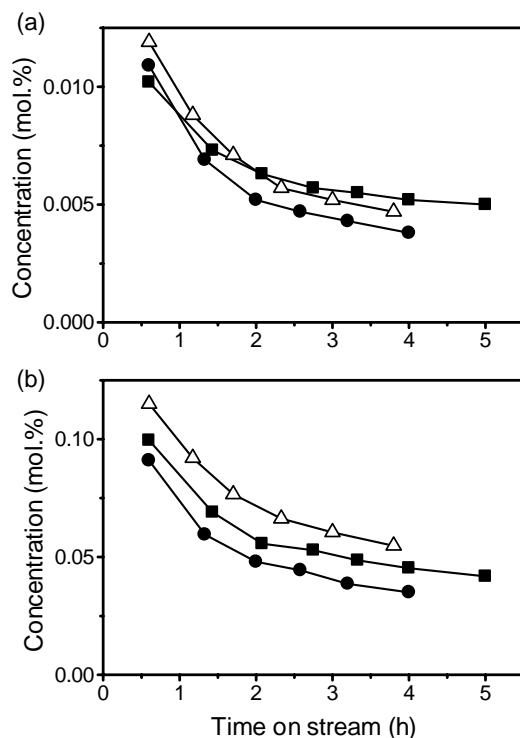 (a)
Concentration (mol.%)
0.010
0.005
0.000
0 1 2 3 4 5
(b)
Concentration (mol.%)
0.10
0.05
0.00
0 1 2 3 4 5
Time on stream (h)